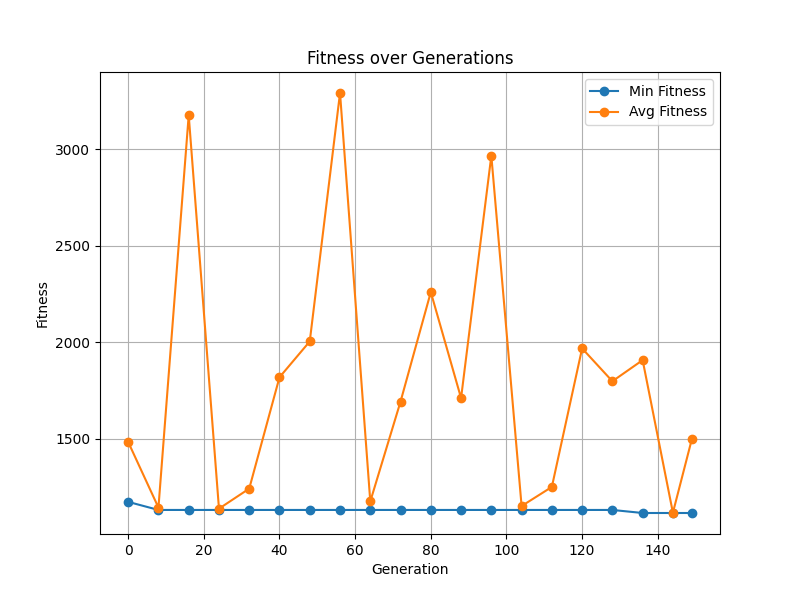 Fitness over Generations
Min Fitness
Avg Fitness
3000
2500
2000
1500
Fitness
0 20 40 60 80 100 120 140
Generation